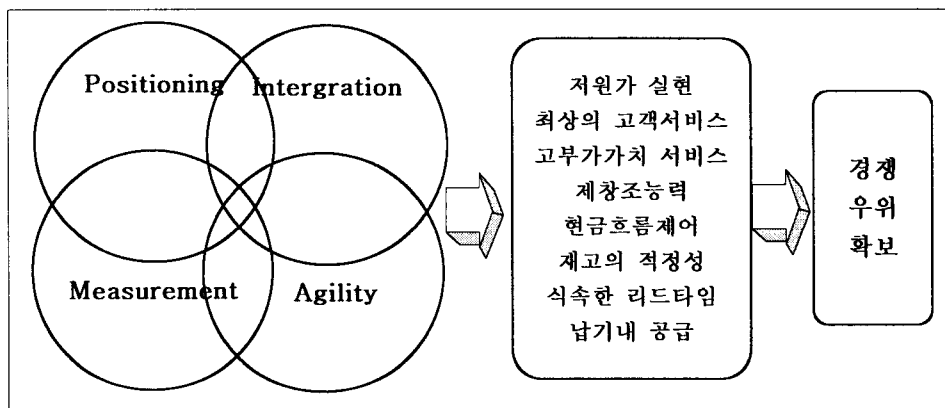 Positioning
Intergration
Measurement
Agility
저원가 실현
최상의 고객서비스
고부가가치 서비스
제창조능력
현금흐름제어
재고의 적정성
식속한 리드타임
납기내 공급
경쟁
우위
확보